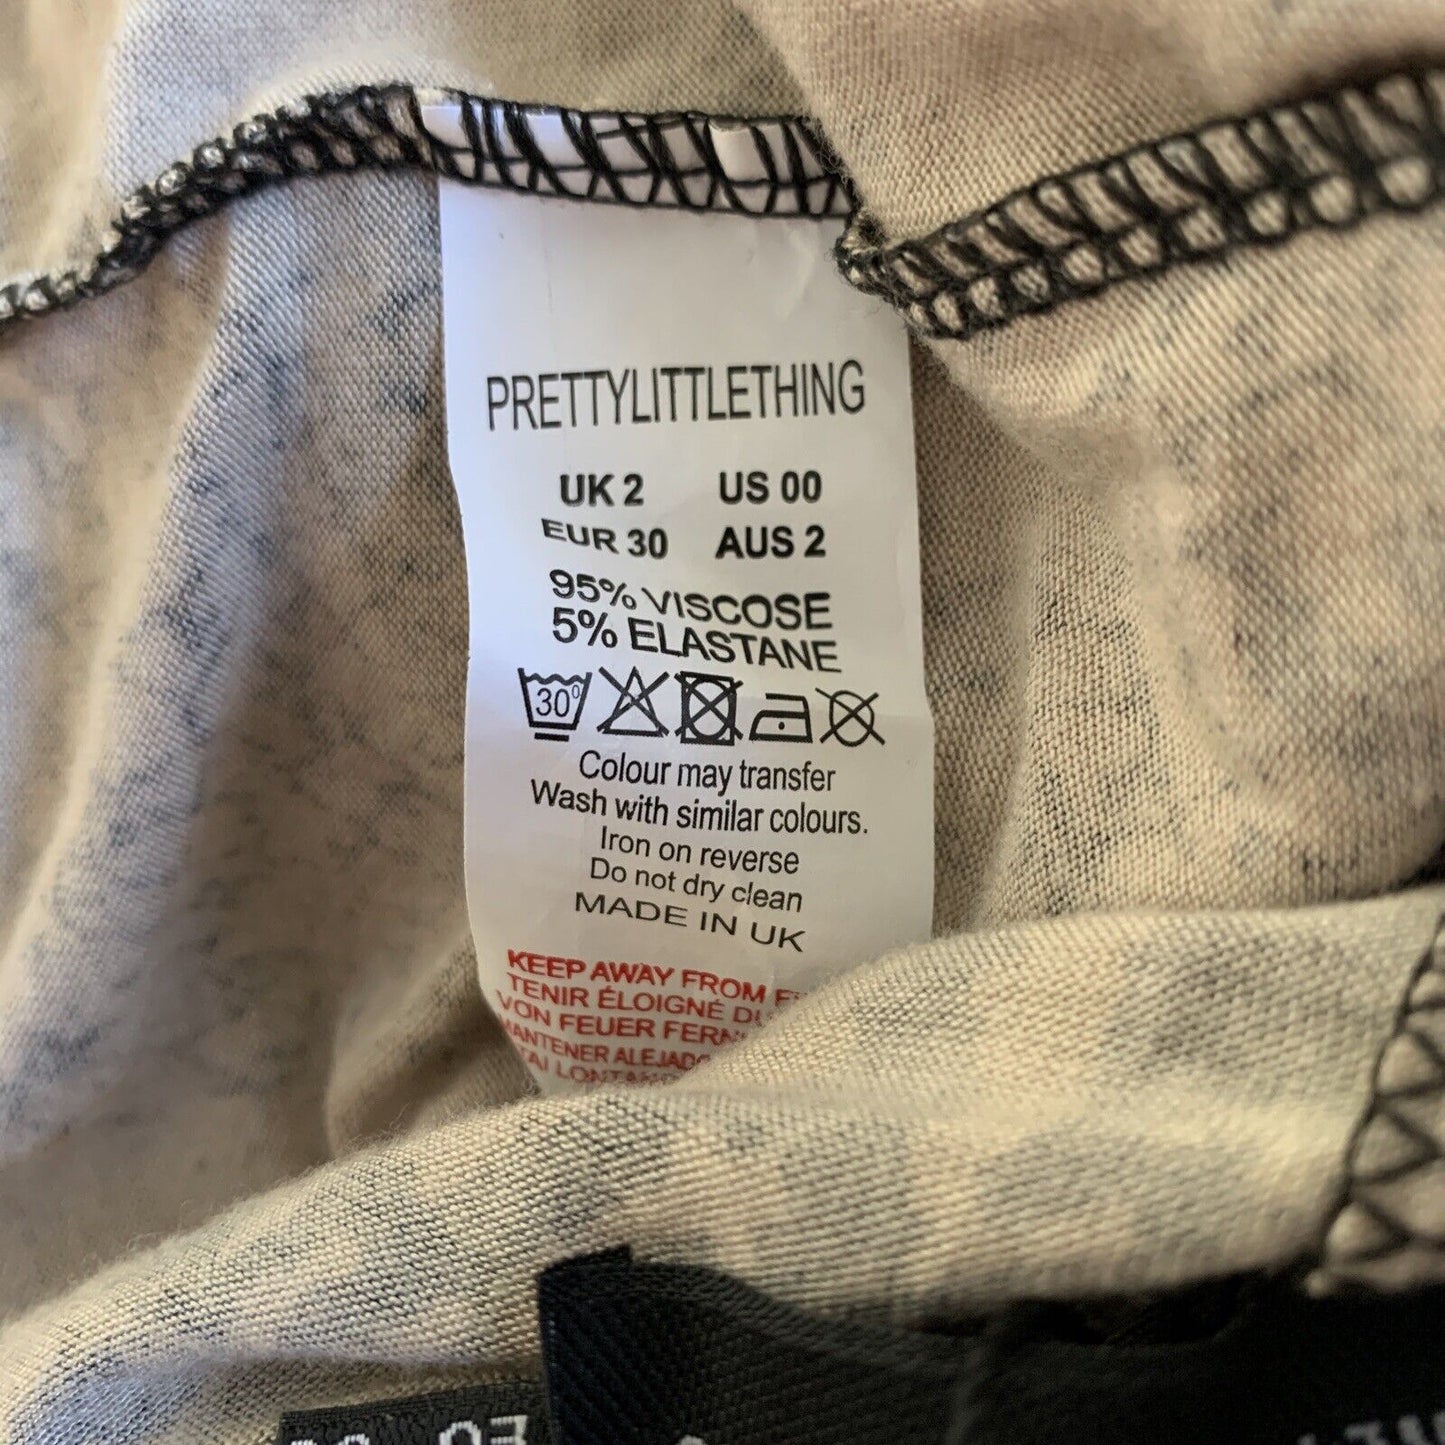 PRETTYLITTLETHING
UK 2 US 00
EUR 30 AUS 2
95% VISCOSE
5% ELASTANE
30°
Colour may transfer
Wash with similar colours.
Iron on reverse
Do not dry clean
MADE IN UK
KEEP AWAY FROM
TENIR ÉLOIGNÉ
VON FEUER
MANTENER